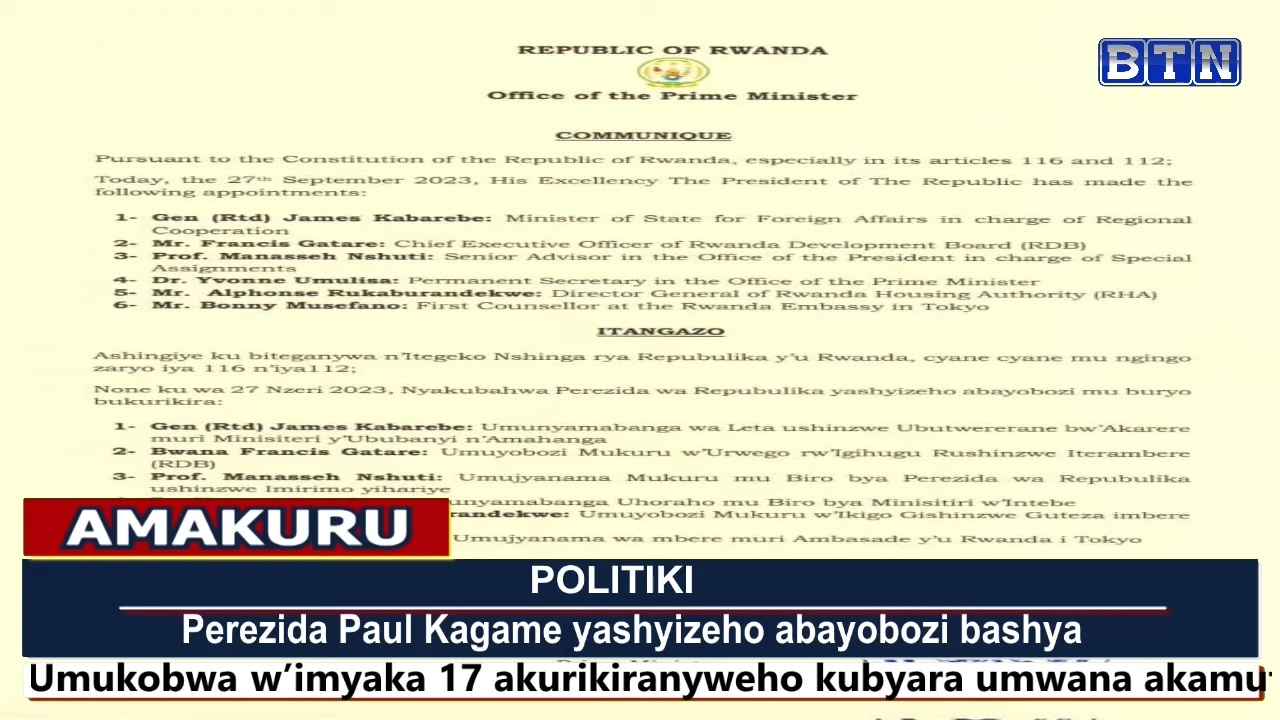 REPUBLIC OF RWANDA
BTN
Office of the Prime Minister
COMMUNIQUE
Pursuant to the Constitution of the Republic of Rwanda, especially in its articles 116 and 112;
Today, the 27th September 2023, His Excellency The President of The Republic has made the
following appointments:
1- Gen (Rtd) James Kabarebe: Minister of State for Foreign Affairs in charge of Regional
Cooperation
2- Mr. Francis Gatare: Chief Executive Officer of Rwanda Development Board (RDB)
3- Prof. Manasseh Nshuti: Senior Advisor in the Office of the President in charge of Special
Assignments
4- Dr. Yvonne Umulisa: Permanent Secretary in the Office of the Prime Minister
5- Mr. Alphonse Rukaburandekwe: Director General of Rwanda Housing Authority (RHA)
6- Mr. Bonny Musefano: First Counsellor at the Rwanda Embassy in Tokyo
ITANGAZO
Ashingiye ku biteganywa n'Itegeko Nshinga rya Repubulika y'u Rwanda, cyane cyane mu ngingo
zaryo iya 116 n'iya112;
None ku wa 27 Nzeri 2023, Nyakubahwa Perezida wa Repubulika yashyizeho abayobozi mu buryo
bukurikira:
1- Gen (Rtd) James Kabarebe: Umunyamabanga wa Leta ushinzwe Ubutwererane bw'Akarere
muri Minisiteri y'Ububanyi n'Amahanga
2- Bwana Francis Gatare: Umuyobozi Mukuru w'Urwego rw'Igihugu Rushinzwe Iterambere
(RDB)
3- Prof. Manasseh Nshuti: Umujyanama Mukuru mu Biro bya Perezida wa Repubulika
ushinzwe Imirimo yihariye
Uhoraho mu Biro bya Minisitiri w'Intebe
Umuyobozi Mukuru w'Ikigo Gishinzwe Guteza imbere
Umujyanama wa mbere muri Ambasade y'u Rwanda i Tokyo
AMAKURU
POLITIKI
Perezida Paul Kagame yashyizeho abayobozi bashya
Umukobwa w’imyaka 17 akurikiranyweho kubyara umwana